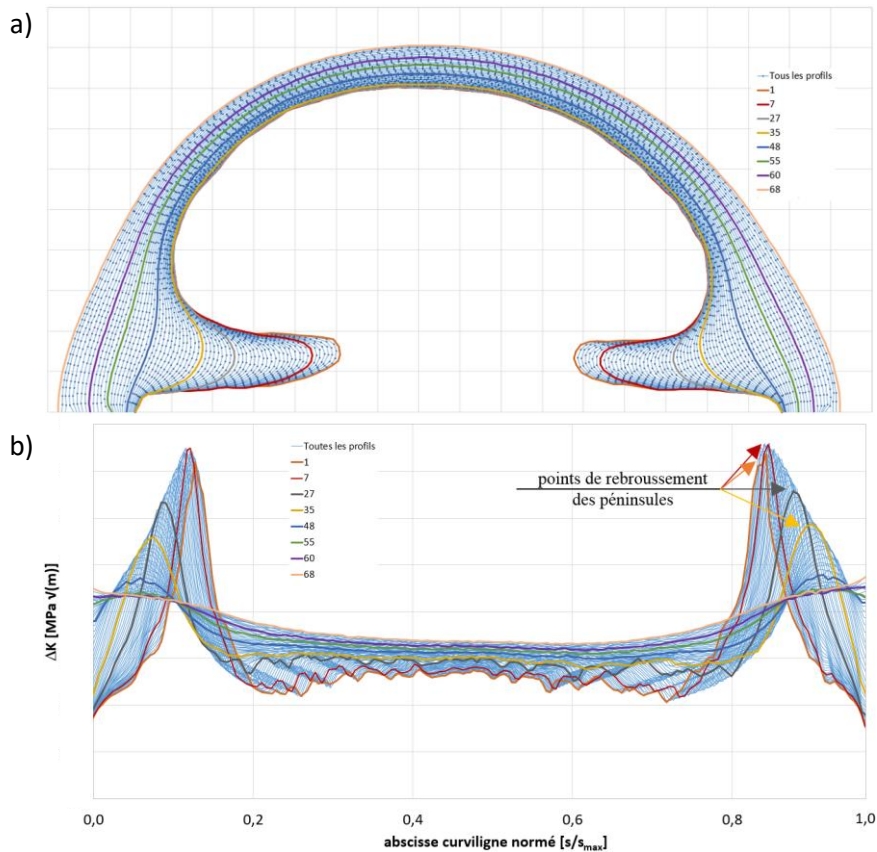 a)
Tous les profils
1
7
27
35
48
55
60
68
b)
Toutes les profils
1
7
27
35
48
55
60
68
points de rebroussement
des péninsules
ΔK [MPa √(m)]
0,0 0,2 0,4 0,6 0,8 1,0
abscisse curviligne normé [s/smax]